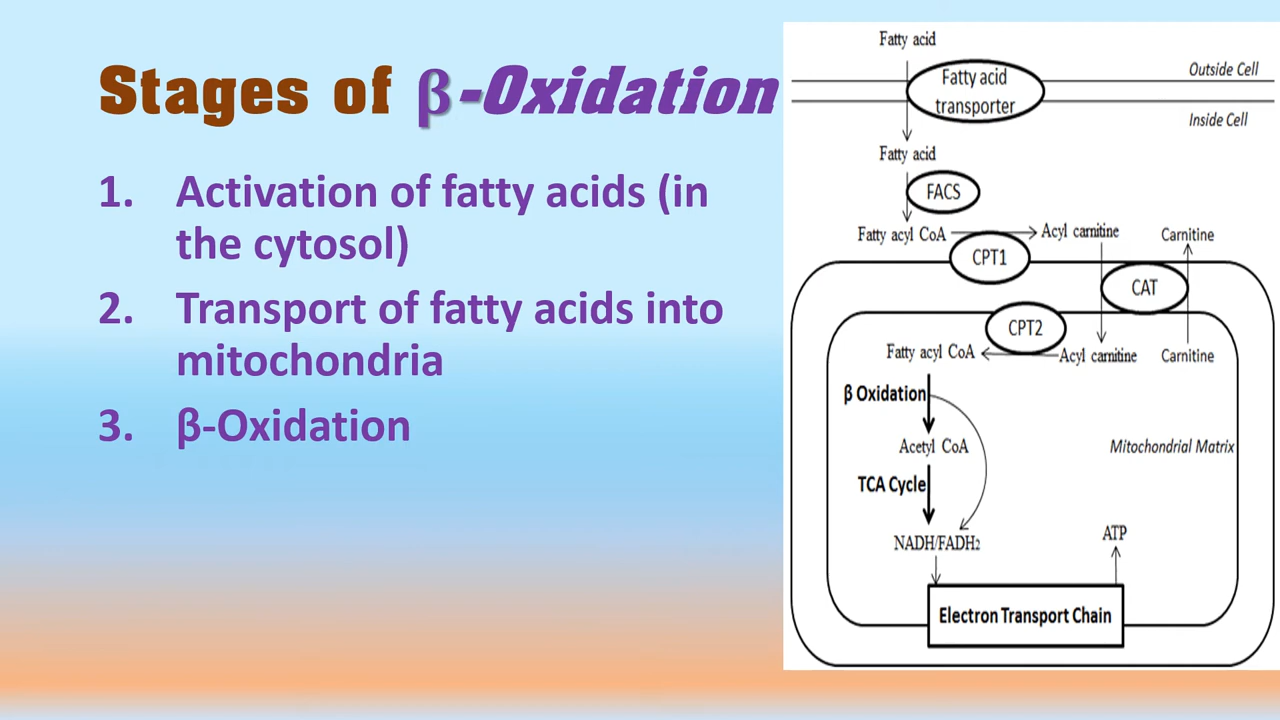 Stages of β-Oxidation
1. Activation of fatty acids (in
the cytosol)
2. Transport of fatty acids into
mitochondria
3. β-Oxidation
Fatty acid
Outside Cell
Fatty acid
transporter
Inside Cell
Fatty acid
FACS
Fatty acyl CoA
Acyl carnitine
Carnitine
CPT1
CAT
CPT2
Fatty acyl CoA
Acyl carnitine
Carnitine
β Oxidation
Acetyl CoA
Mitochondrial Matrix
TCA Cycle
NADH/FADH₂
ATP
Electron Transport Chain